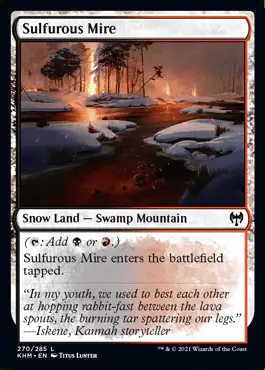 Sulfurous Mire
Snow Land — Swamp Mountain
( : Add or .)
Sulfurous Mire enters the battlefield
tapped.
“In my youth, we used to best each other
at hopping rabbit-fast between the lava
spouts, the burning tar spattering our legs.”
—Iskene, Kannah storyteller
270/285 L
KHM • EN Titus Lunter
™ & © 2021 Wizards of the Coast